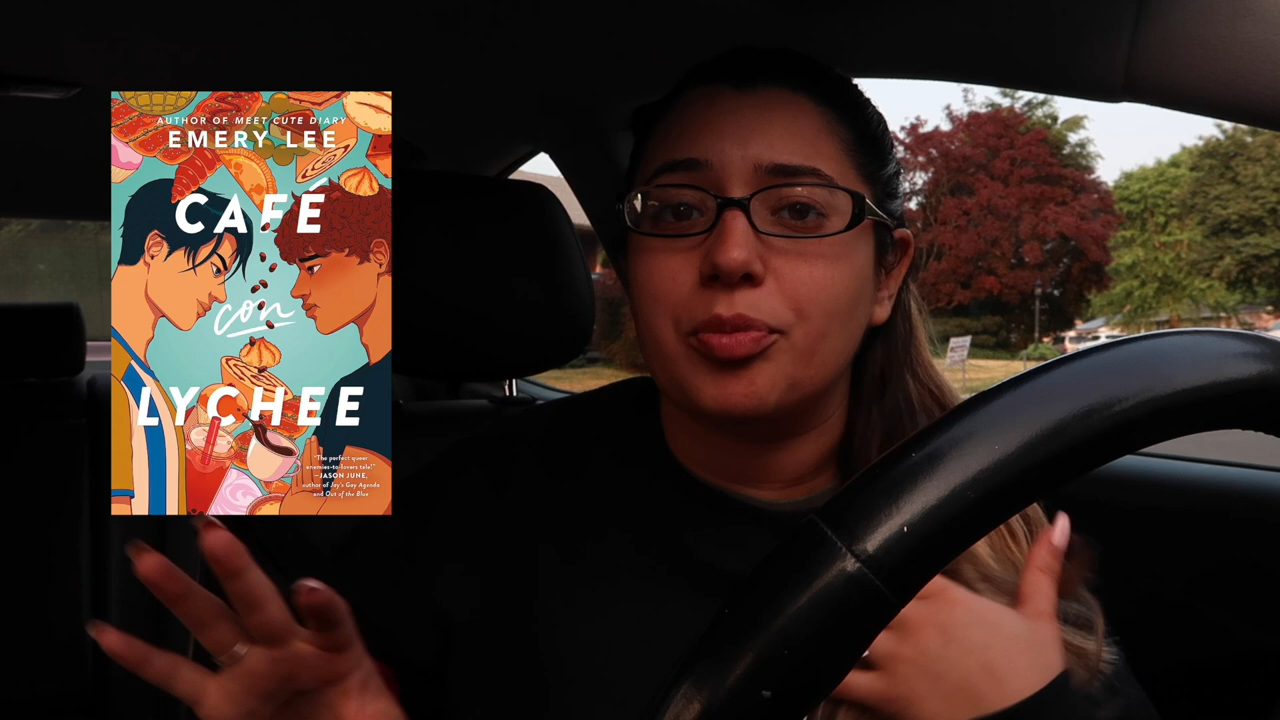 AUTHOR OF MEET CUTE DIARY
EMERY LEE
CAFÉ
con
LYCHEE
"The perfect queer
enemies-to-lovers tale!"
—JASON JUNE,
author of Jay's Gay Agenda
and Out of the Blue